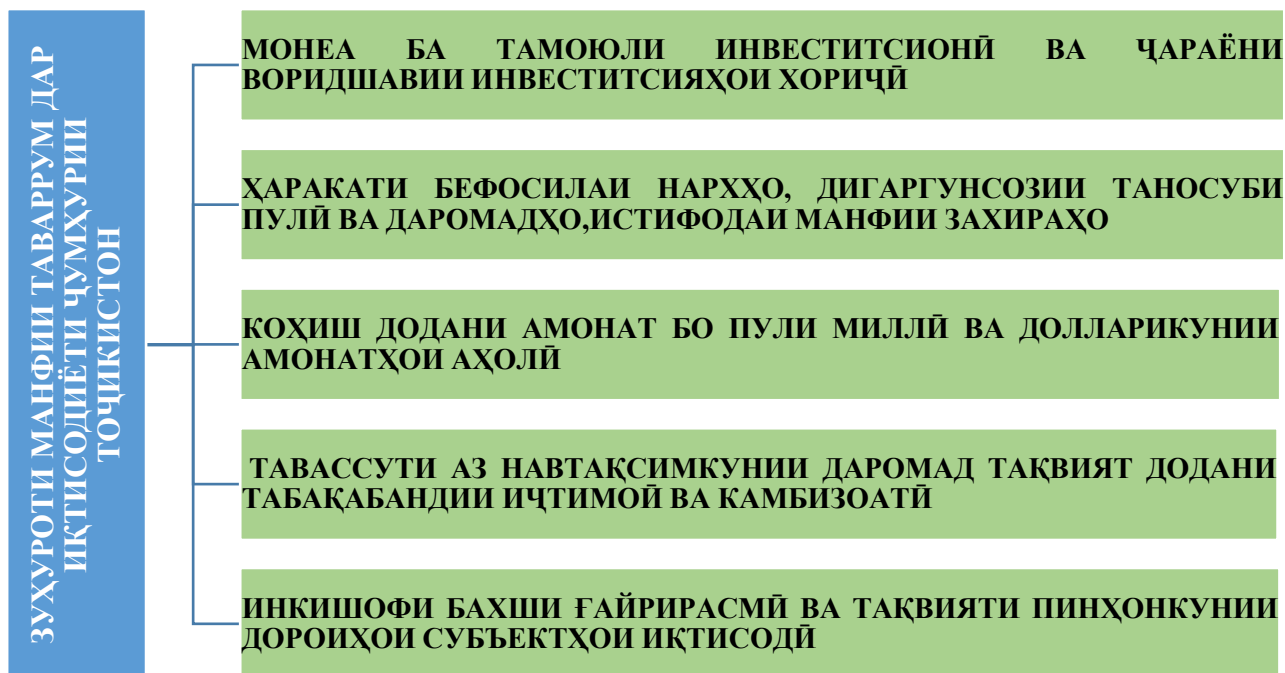 ЗУҲУРОТИ МАНФИИ ТАВАРРУМ ДАР
ИҚТИСОДИЁТИ ҶУМҲУРИИ
ТОҶИКИСТОН
МОНЕА БА ТАМОЮЛИ ИНВЕСТИТСИОНӢ ВА ҶАРАЁНИ
ВОРИДШАВИИ ИНВЕСТИТСИЯҲОИ ХОРИҶӢ
ҲАРАКАТИ БЕФОСИЛАИ НАРХҲО, ДИГАРГУНСОЗИИ ТАНОСУБИ
ПУЛӢ ВА ДАРОМАДҲО,ИСТИФОДАИ МАНФИИ ЗАХИРАҲО
КОҲИШ ДОДАНИ АМОНАТ БО ПУЛИ МИЛЛӢ ВА ДОЛЛАРИКУНИИ
АМОНАТҲОИ АҲОЛӢ
ТАВАССУТИ АЗ НАВТАҚСИМКУНИИ ДАРОМАД ТАҚВИЯТ ДОДАНИ
ТАБАҚАБАНДИИ ИҶТИМОӢ ВА КАМБИЗОАТӢ
ИНКИШОФИ БАХШИ ҒАЙРИРАСМӢ ВА ТАҚВИЯТИ ПИНҲОНКУНИИ
ДОРОИҲОИ СУБЪЕКТҲОИ ИҚТИСОДӢ